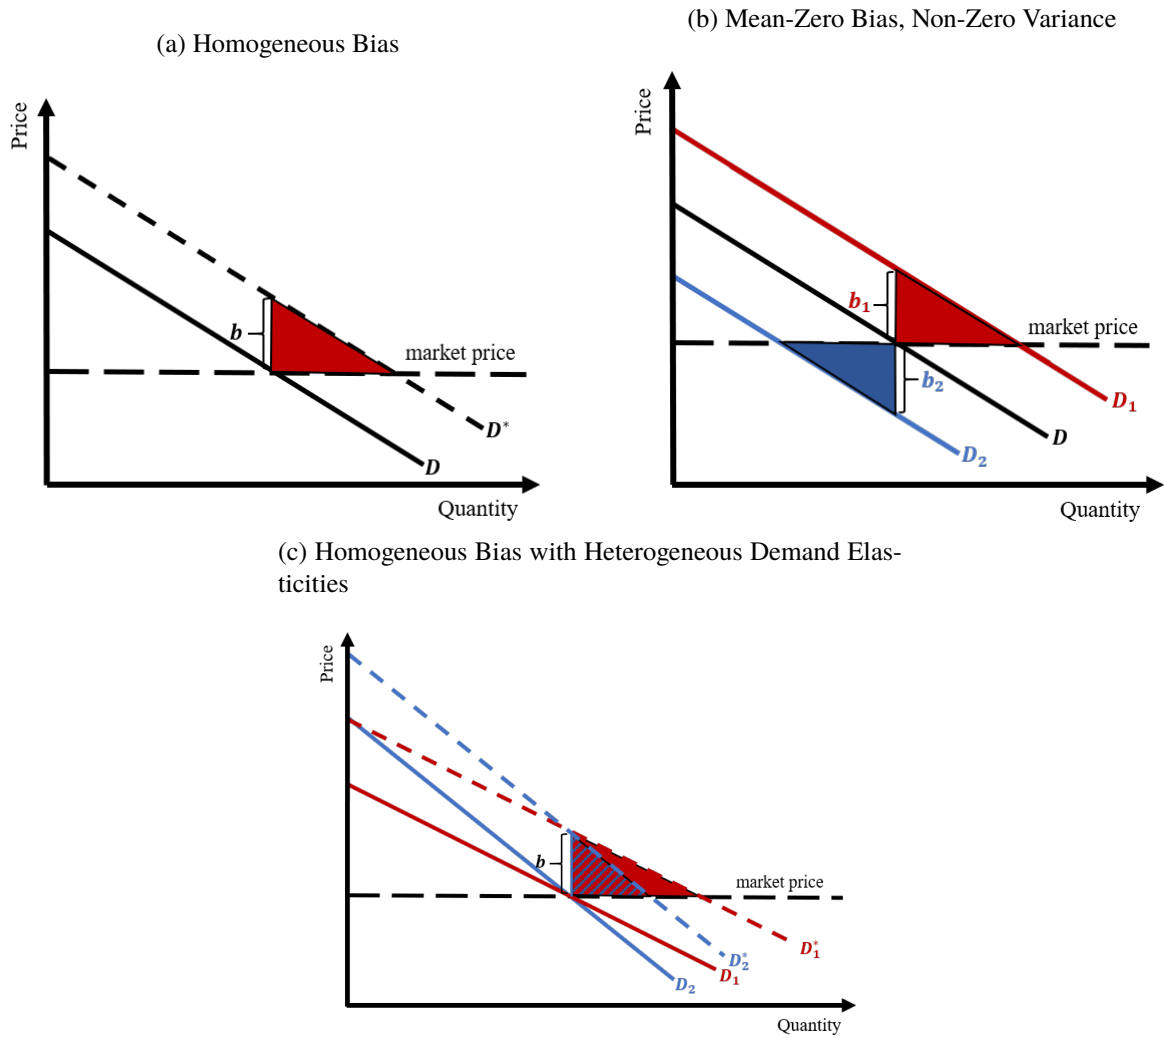 (a) Homogeneous Bias
Price
b
market price
D*
D
Quantity
(b) Mean-Zero Bias, Non-Zero Variance
Price
b₁
market price
b₂
D₁
D
D₂
Quantity
(c) Homogeneous Bias with Heterogeneous Demand Elas-
ticities
Price
b
market price
D₁*
D₂*
D₁
D₂
Quantity